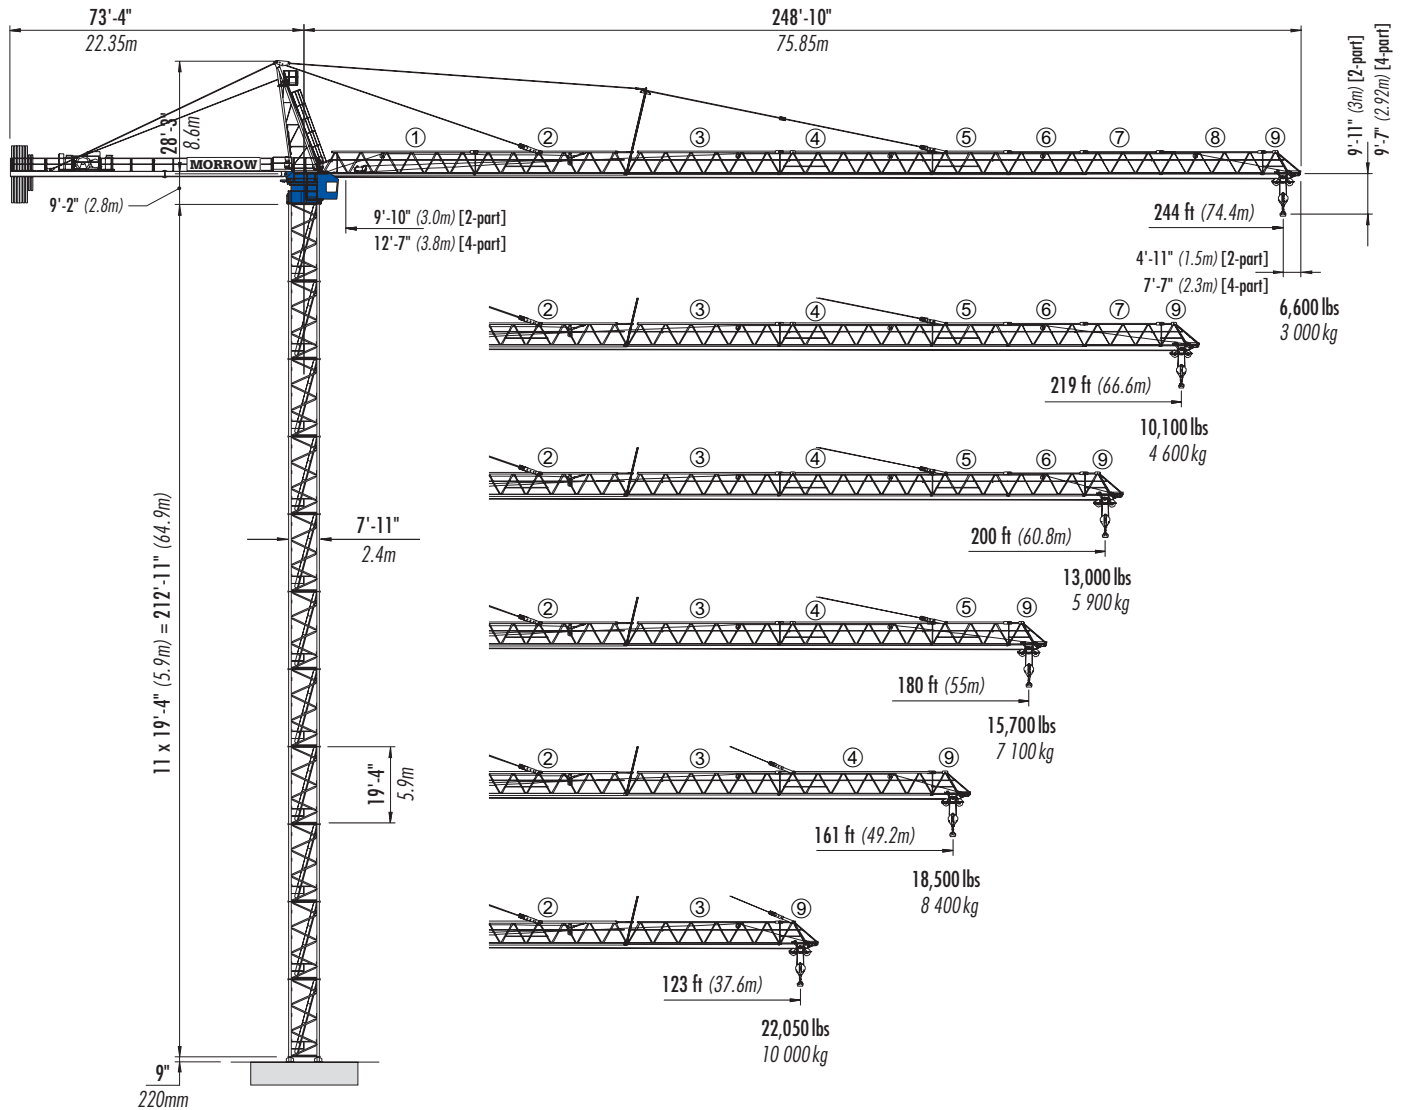 73'-4"
22.35m
248'-10"
75.85m
9'-11" (3m) [2-part]
9'-7" (2.92m) [4-part]
28'-3"
8.6m
① ② ③ ④ ⑤ ⑥ ⑦ ⑧ ⑨
MORROW
9'-2" (2.8m)
9'-10" (3.0m) [2-part]
12'-7" (3.8m) [4-part]
244 ft (74.4m)
4'-11" (1.5m) [2-part]
7'-7" (2.3m) [4-part]
6,600 lbs
3 000 kg
② ③ ④ ⑤ ⑥ ⑦ ⑨
219 ft (66.6m)
10,100 lbs
4 600 kg
② ③ ④ ⑤ ⑥ ⑨
200 ft (60.8m)
13,000 lbs
5 900 kg
11 x 19'-4" (5.9m) = 212'-11" (64.9m)
7'-11"
2.4m
② ③ ④ ⑤ ⑨
180 ft (55m)
15,700 lbs
7 100 kg
19'-4"
5.9m
② ③ ④ ⑨
161 ft (49.2m)
18,500 lbs
8 400 kg
② ③ ⑨
123 ft (37.6m)
22,050 lbs
10 000 kg
9"
220mm